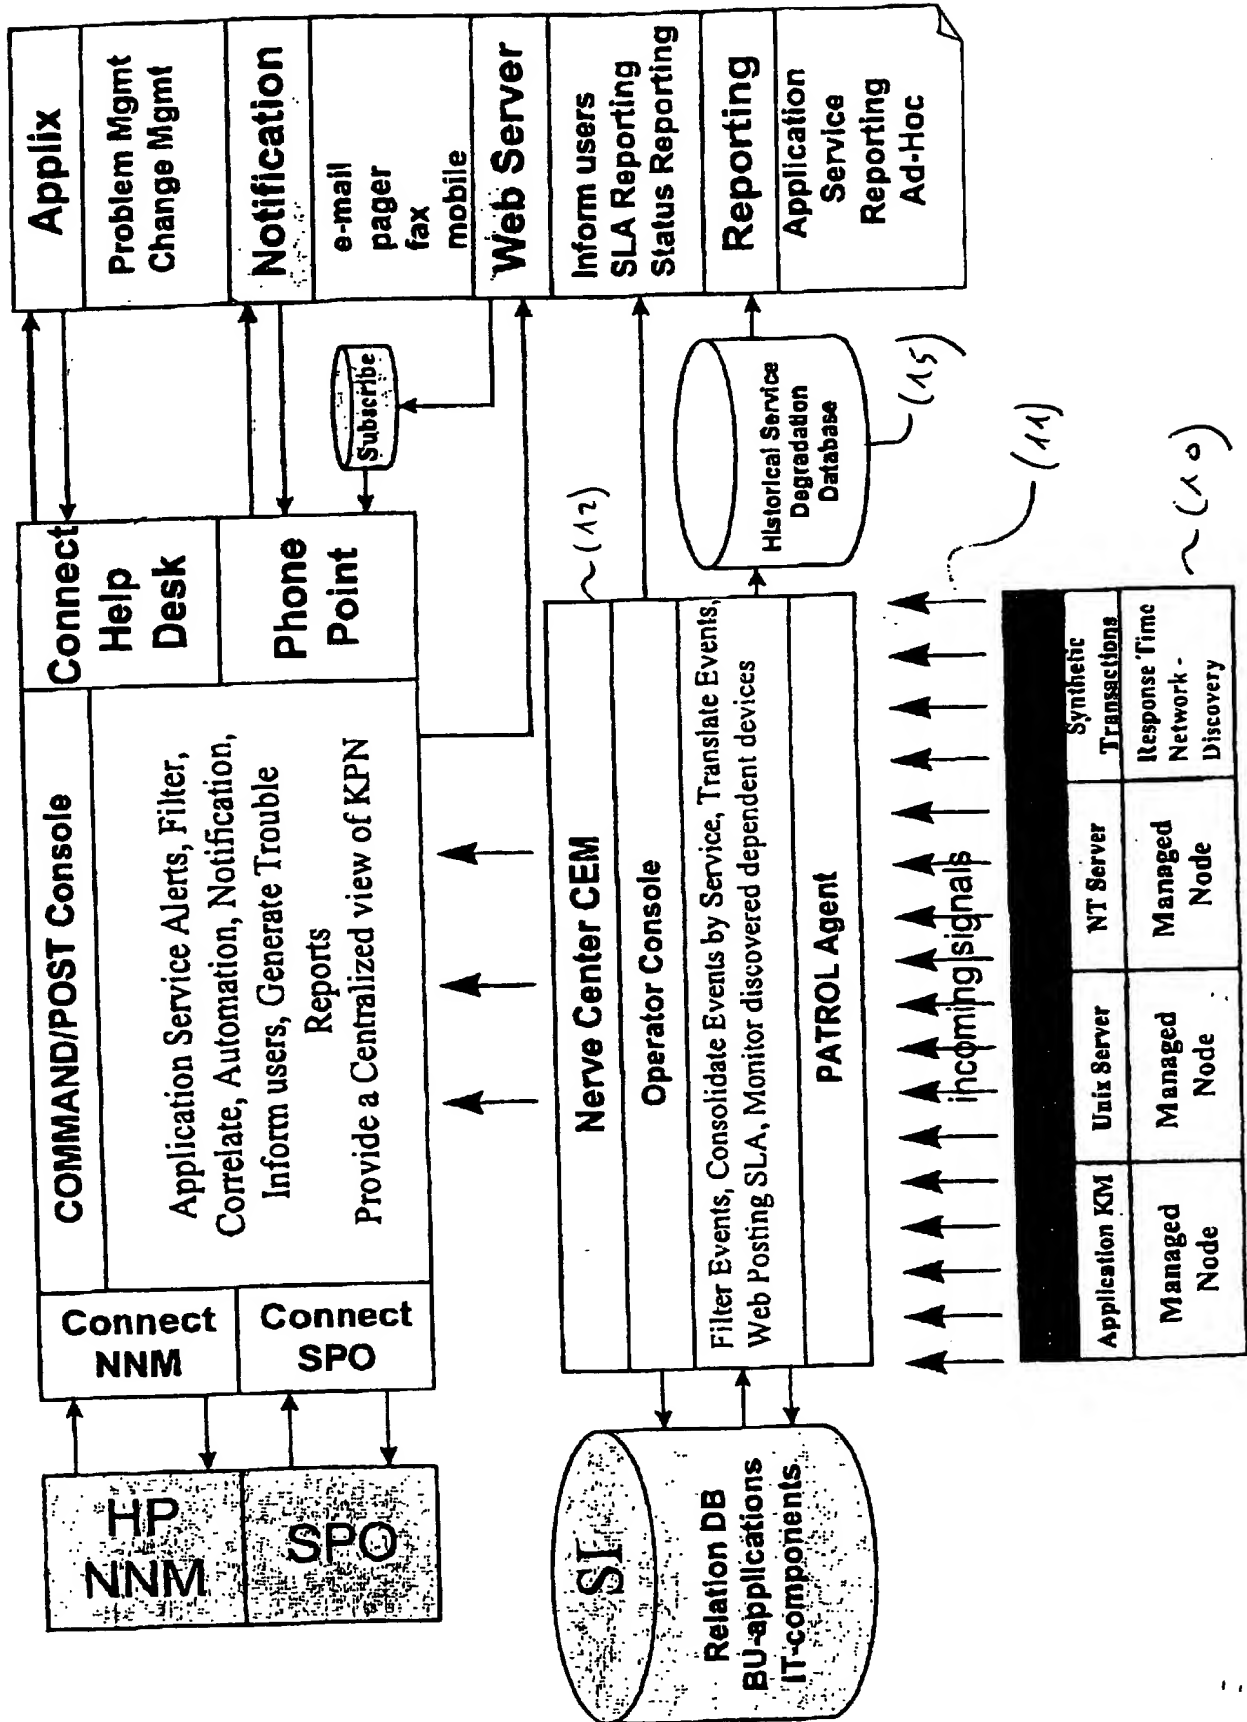 HP
NNM
SPO
Connect
NNM
Connect
SPO
COMMAND/POST Console
Application Service Alerts, Filter,
Correlate, Automation, Notification,
Inform users, Generate Trouble
Reports
Provide a Centralized view of KPN
Connect
Help
Desk
Phone
Point
Subscribe
Applix
Problem Mgmt
Change Mgmt
Notification
e-mail
pager
fax
mobile
Web Server
Inform users
SLA Reporting
Status Reporting
Reporting
Application
Service
Reporting
Ad-Hoc
SI
Relation DB
BU-applications
IT-components
Nerve Center CEM
Operator Console
Filter Events, Consolidate Events by Service, Translate Events,
Web Posting SLA, Monitor discovered dependent devices
PATROL Agent
(12)
Historical Service
Degradation
Database
(15)
incoming signals
(11)
Application KM
Unix Server
NT Server
Synthetic
Transactions
Managed
Node
Managed
Node
Managed
Node
Response Time
Network -
Discovery
(10)